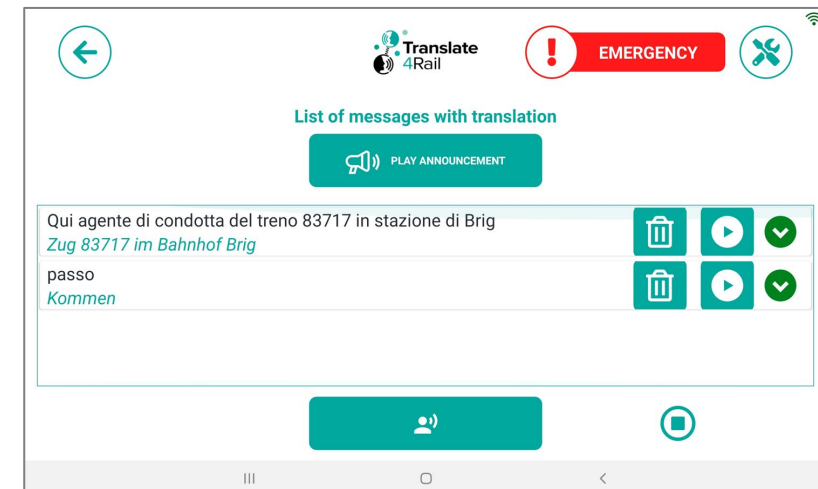 Translate
4Rail
EMERGENCY
List of messages with translation
PLAY ANNOUNCEMENT
Qui agente di condotta del treno 83717 in stazione di Brig
Zug 83717 im Bahnhof Brig
passo
Kommen